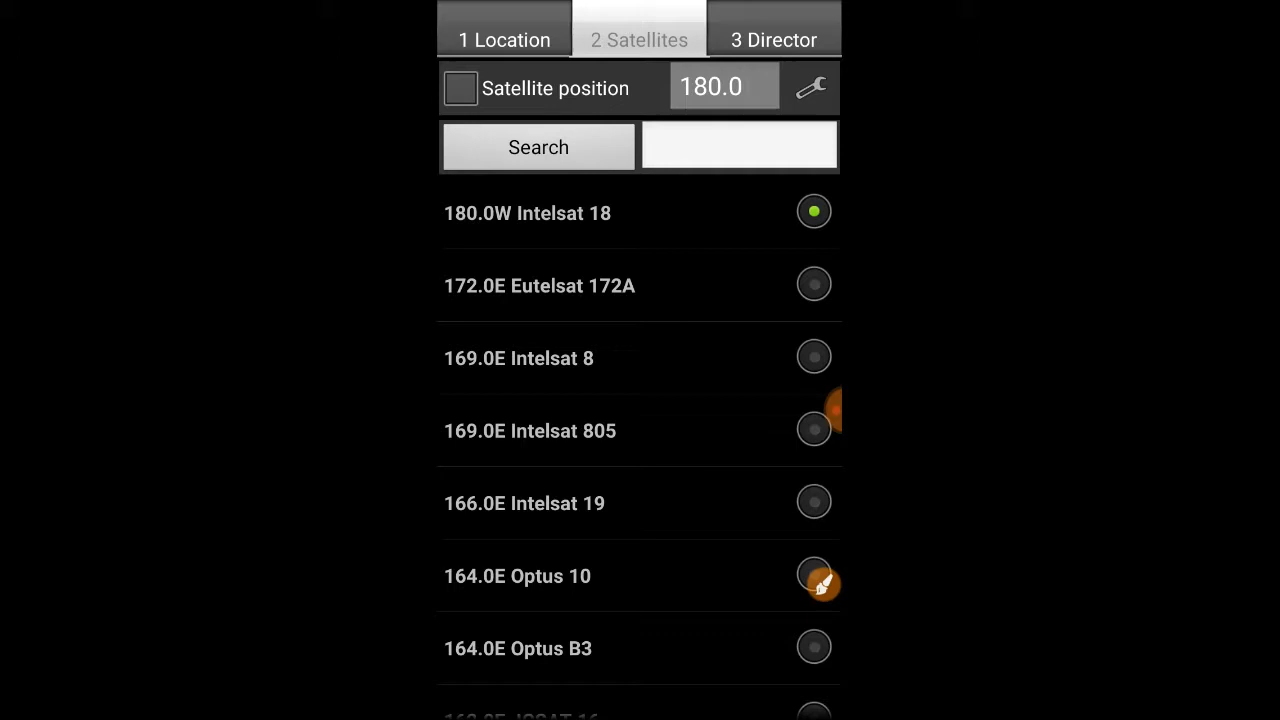 1 Location
2 Satellites
3 Director
Satellite position
180.0
Search
180.0W Intelsat 18
172.0E Eutelsat 172A
169.0E Intelsat 8
169.0E Intelsat 805
166.0E Intelsat 19
164.0E Optus 10
164.0E Optus B3